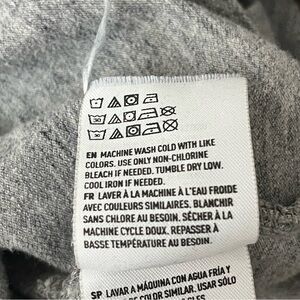 EN MACHINE WASH COLD WITH LIKE
COLORS. USE ONLY NON-CHLORINE
BLEACH IF NEEDED. TUMBLE DRY LOW.
COOL IRON IF NEEDED.
FR LAVER À LA MACHINE À L'EAU FROIDE
AVEC COULEURS SIMILAIRES. BLANCHIR
SANS CHLORE AU BESOIN. SÉCHER À LA
MACHINE CYCLE DOUX. REPASSER À
BASSE TEMPÉRATURE AU BESOIN.
SP LAVAR A MÁQUINA CON AGUA FRÍA Y
DE COLOR SIMILAR. USAR SÓLO